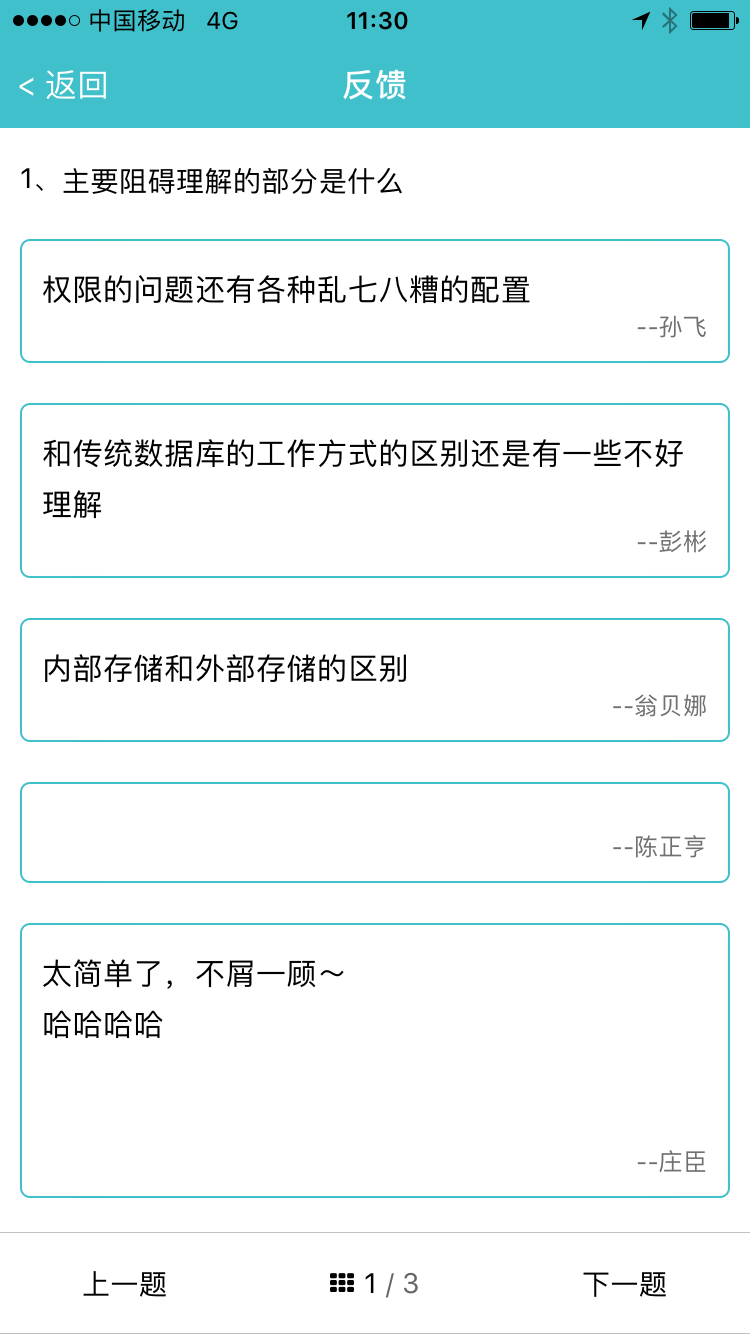 中国移动 4G 11:30
< 返回 反馈
1、主要阻碍理解的部分是什么
权限的问题还有各种乱七八糟的配置
--孙飞
和传统数据库的工作方式的区别还是有一些不好
理解
--彭彬
内部存储和外部存储的区别
--翁贝娜
--陈正亨
太简单了，不屑一顾～
哈哈哈哈
--庄臣
上一题 1 / 3 下一题